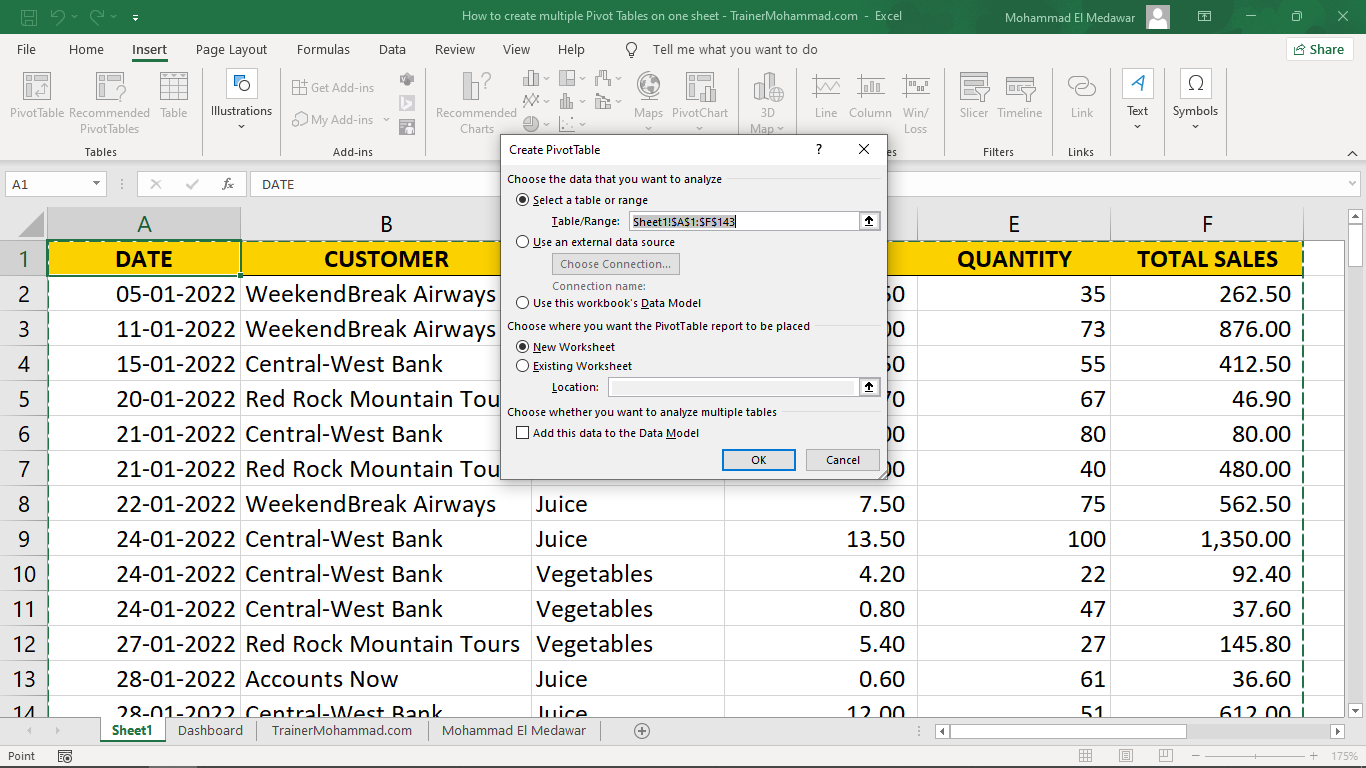 How to create multiple Pivot Tables on one sheet - TrainerMohammad.com - Excel
Mohammad El Medawar
File Home Insert Page Layout Formulas Data Review View Help Tell me what you want to do Share
PivotTable Recommended PivotTables Table
Tables
Illustrations
Get Add-ins
My Add-ins
Add-ins
Recommended Charts
Maps PivotChart
3D Map
Line Column Win/Loss
Slicer Timeline
Filters
Link
Links
Text
Symbols
A1 fx DATE
Create PivotTable ?
Choose the data that you want to analyze
Select a table or range
Table/Range: Sheet1!$A$1:$F$143
Use an external data source
Choose Connection...
Connection name:
Use this workbook's Data Model
Choose where you want the PivotTable report to be placed
New Worksheet
Existing Worksheet
Location:
Choose whether you want to analyze multiple tables
Add this data to the Data Model
OK Cancel
A B E F
1 DATE CUSTOMER QUANTITY TOTAL SALES
2 05-01-2022 WeekendBreak Airways 35 262.50
3 11-01-2022 WeekendBreak Airways 73 876.00
4 15-01-2022 Central-West Bank 55 412.50
5 20-01-2022 Red Rock Mountain Tou 67 46.90
6 21-01-2022 Central-West Bank 80 80.00
7 21-01-2022 Red Rock Mountain Tou 40 480.00
8 22-01-2022 WeekendBreak Airways Juice 7.50 75 562.50
9 24-01-2022 Central-West Bank Juice 13.50 100 1,350.00
10 24-01-2022 Central-West Bank Vegetables 4.20 22 92.40
11 24-01-2022 Central-West Bank Vegetables 0.80 47 37.60
12 27-01-2022 Red Rock Mountain Tours Vegetables 5.40 27 145.80
13 28-01-2022 Accounts Now Juice 0.60 61 36.60
14 28-01-2022 Central-West Bank Juice 12.00 51 612.00
Sheet1 Dashboard TrainerMohammad.com Mohammad El Medawar
Point 175%